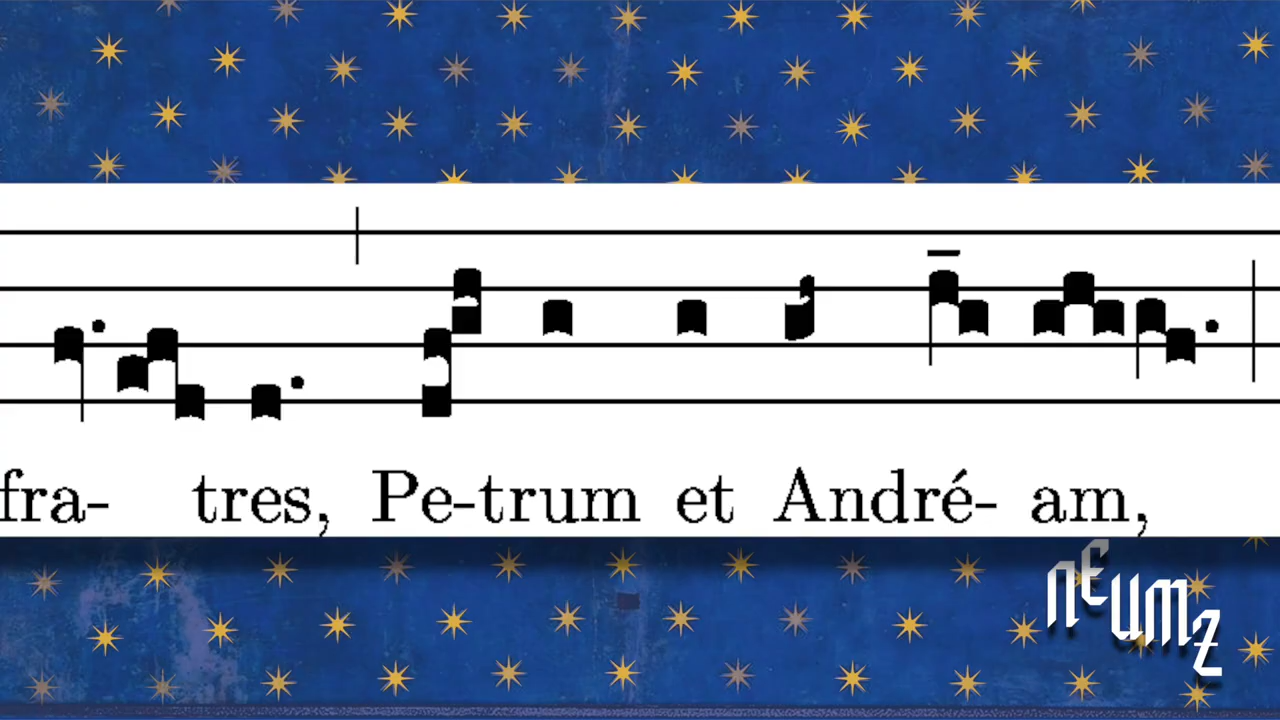 fra- tres, Pe-trum et André- am,
neumz